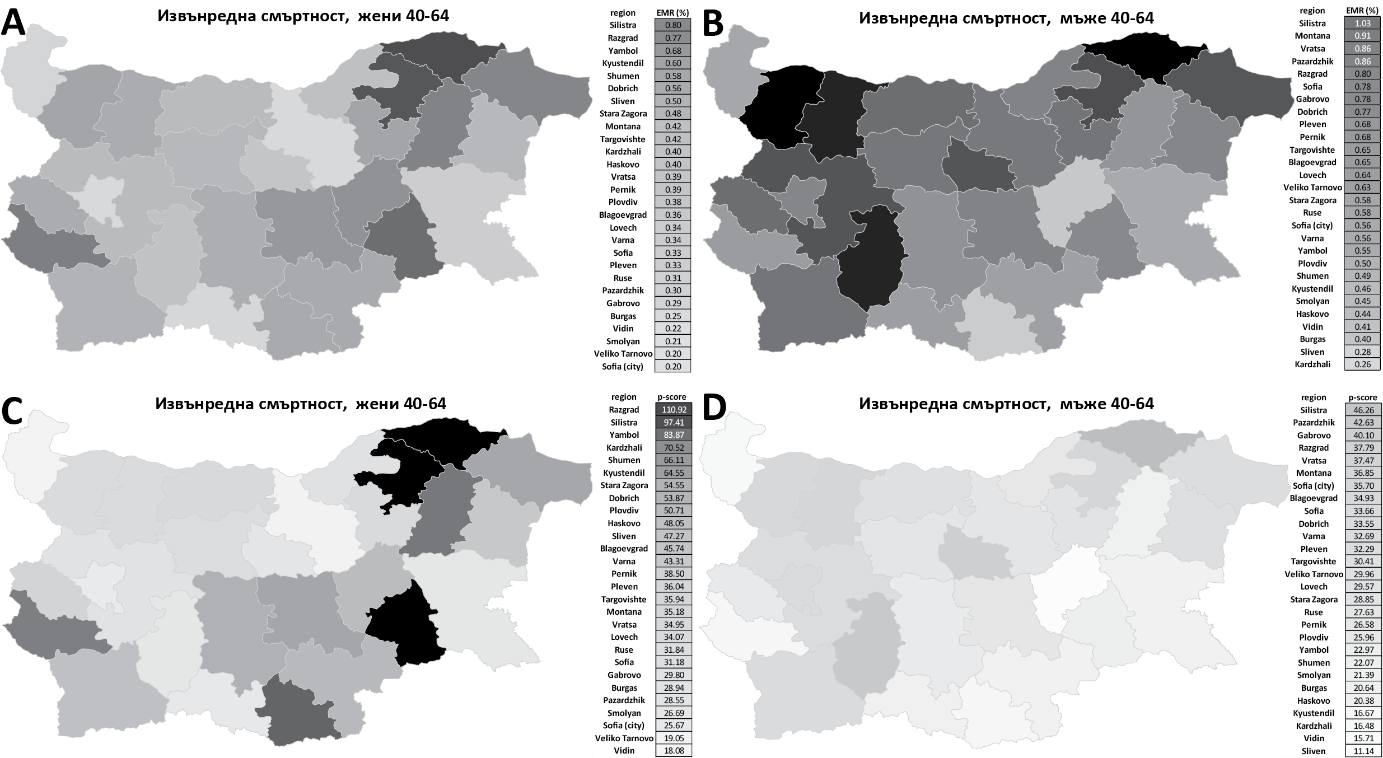 A
Извънредна смъртност, жени 40-64
region EMR (%)
Silistra 0.80
Razgrad 0.77
Yambol 0.68
Kyustendil 0.60
Shumen 0.58
Dobrich 0.56
Sliven 0.50
Stara Zagora 0.48
Montana 0.42
Targovishte 0.42
Kardzhali 0.40
Haskovo 0.40
Vratsa 0.39
Pernik 0.39
Plovdiv 0.38
Blagoevgrad 0.36
Lovech 0.34
Varna 0.34
Sofia 0.33
Pleven 0.33
Ruse 0.31
Pazardzhik 0.30
Gabrovo 0.29
Burgas 0.25
Vidin 0.22
Smolyan 0.21
Veliko Tarnovo 0.20
Sofia (city) 0.20
B
Извънредна смъртност, мъже 40-64
region EMR (%)
Silistra 1.03
Montana 0.91
Vratsa 0.86
Pazardzhik 0.86
Razgrad 0.80
Sofia 0.78
Gabrovo 0.78
Dobrich 0.77
Pleven 0.68
Pernik 0.68
Targovishte 0.65
Blagoevgrad 0.65
Lovech 0.64
Veliko Tarnovo 0.63
Stara Zagora 0.58
Ruse 0.58
Sofia (city) 0.56
Varna 0.56
Yambol 0.55
Plovdiv 0.50
Shumen 0.49
Kyustendil 0.46
Smolyan 0.45
Haskovo 0.44
Vidin 0.41
Burgas 0.40
Sliven 0.28
Kardzhali 0.26
C
Извънредна смъртност, жени 40-64
region p-score
Razgrad 110.92
Silistra 97.41
Yambol 83.87
Kardzhali 70.52
Shumen 66.11
Kyustendil 64.55
Stara Zagora 54.55
Dobrich 53.87
Plovdiv 50.71
Haskovo 48.05
Sliven 47.27
Blagoevgrad 45.74
Varna 43.31
Pernik 38.50
Pleven 36.04
Targovishte 35.94
Montana 35.18
Vratsa 34.95
Lovech 34.07
Ruse 31.84
Sofia 31.18
Gabrovo 29.80
Burgas 28.94
Pazardzhik 28.55
Smolyan 26.69
Sofia (city) 25.67
Veliko Tarnovo 19.05
Vidin 18.08
D
Извънредна смъртност, мъже 40-64
region p-score
Silistra 46.26
Pazardzhik 42.63
Gabrovo 40.10
Razgrad 37.79
Vratsa 37.47
Montana 36.85
Sofia (city) 35.70
Blagoevgrad 34.93
Sofia 33.66
Dobrich 33.55
Varna 32.69
Pleven 32.29
Targovishte 30.41
Veliko Tarnovo 29.96
Lovech 29.57
Stara Zagora 28.85
Ruse 27.63
Pernik 26.58
Plovdiv 25.96
Yambol 22.97
Shumen 22.07
Smolyan 21.39
Burgas 20.64
Haskovo 20.38
Kyustendil 16.67
Kardzhali 16.48
Vidin 15.71
Sliven 11.14